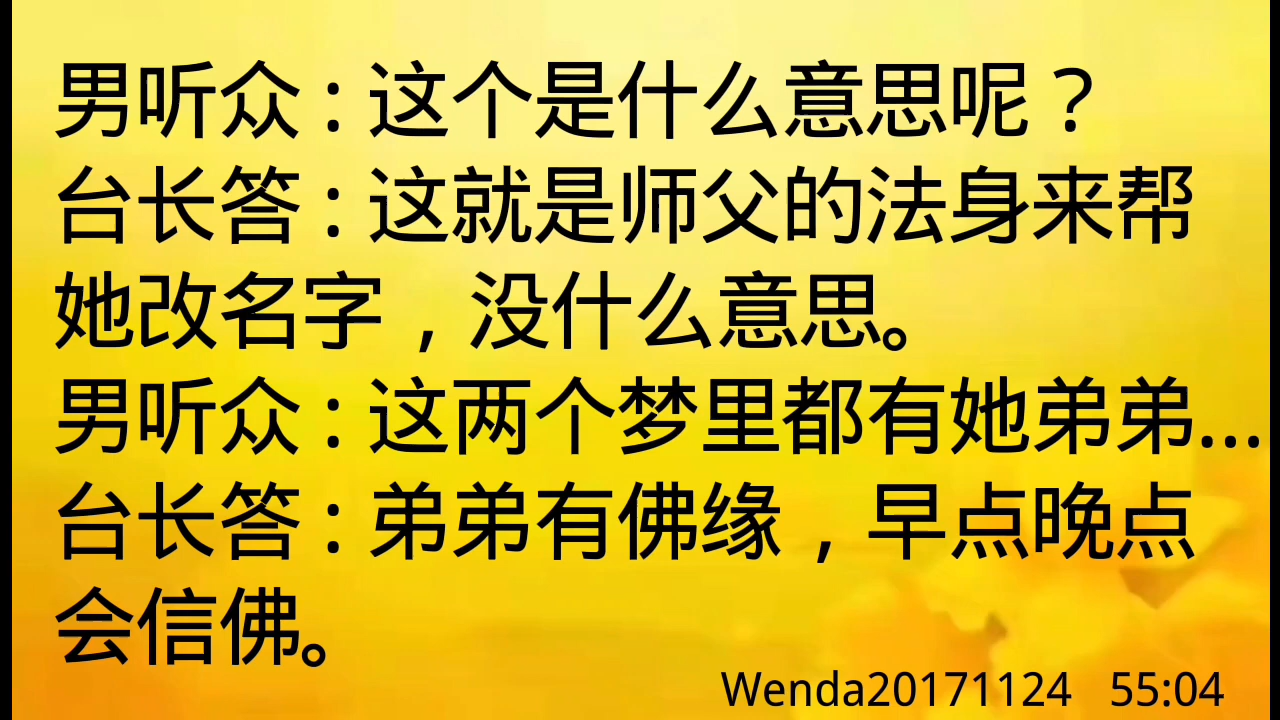 男听众：这个是什么意思呢？
台长答：这就是师父的法身来帮
她改名字，没什么意思。
男听众：这两个梦里都有她弟弟...
台长答：弟弟有佛缘，早点晚点
会信佛。
Wenda20171124 55:04